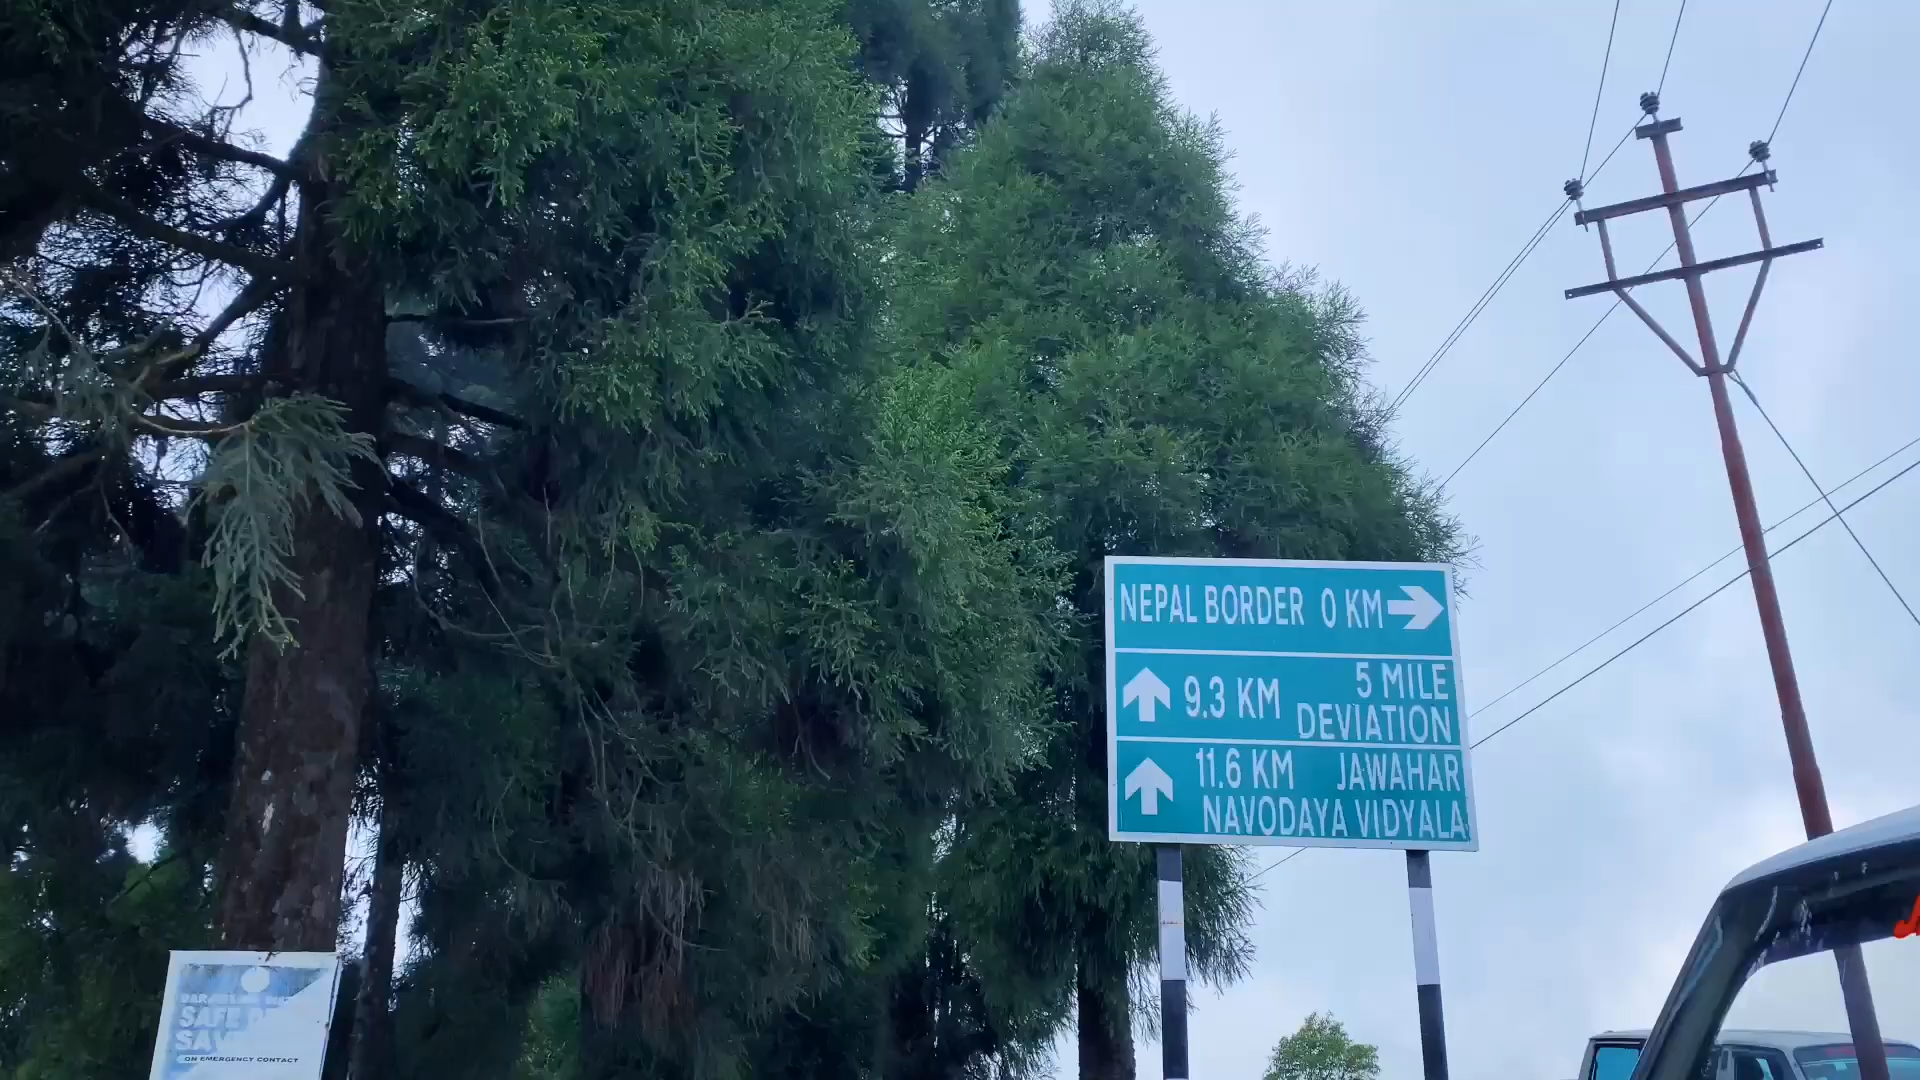 NEPAL BORDER 0 KM
9.3 KM 5 MILE
DEVIATION
11.6 KM JAWAHAR
NAVODAYA VIDYALA
SAFE
ON EMERGENCY CONTACT